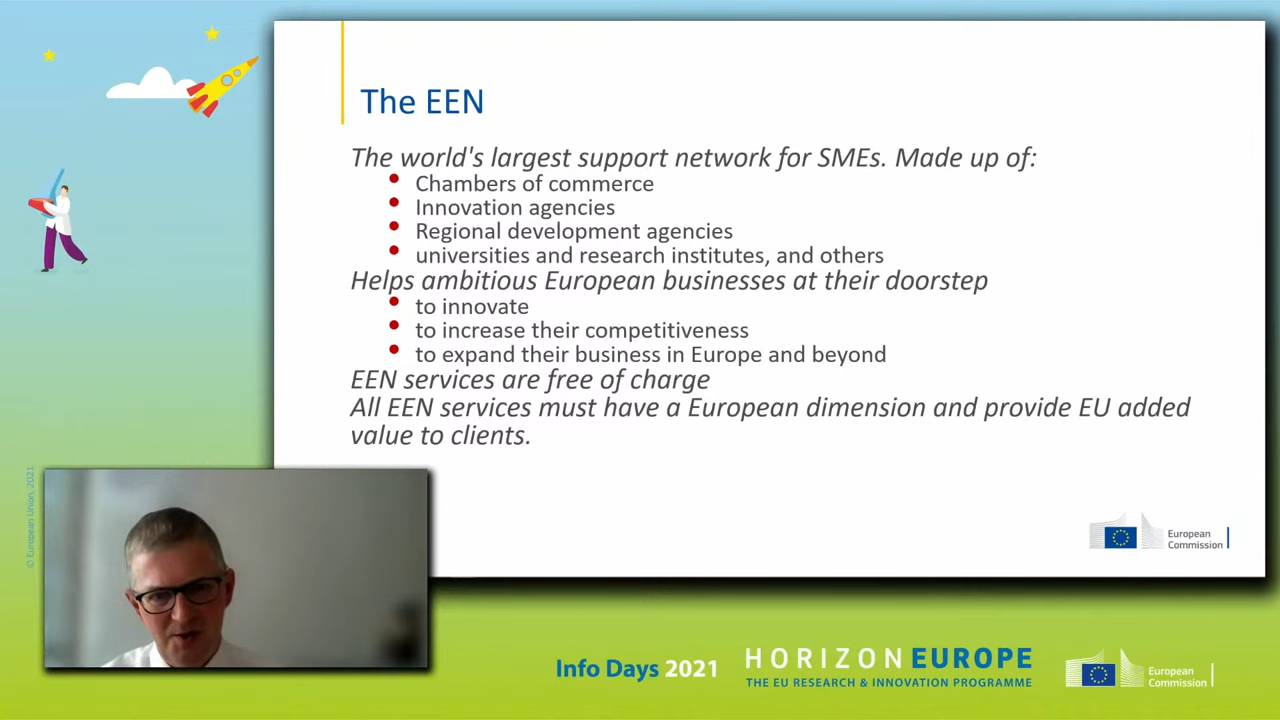 The EEN
The world's largest support network for SMEs. Made up of:
Chambers of commerce
Innovation agencies
Regional development agencies
universities and research institutes, and others
Helps ambitious European businesses at their doorstep
to innovate
to increase their competitiveness
to expand their business in Europe and beyond
EEN services are free of charge
All EEN services must have a European dimension and provide EU added
value to clients.
European
Commission
© European Union, 2021
Info Days 2021
HORIZON EUROPE
THE EU RESEARCH & INNOVATION PROGRAMME
European
Commission